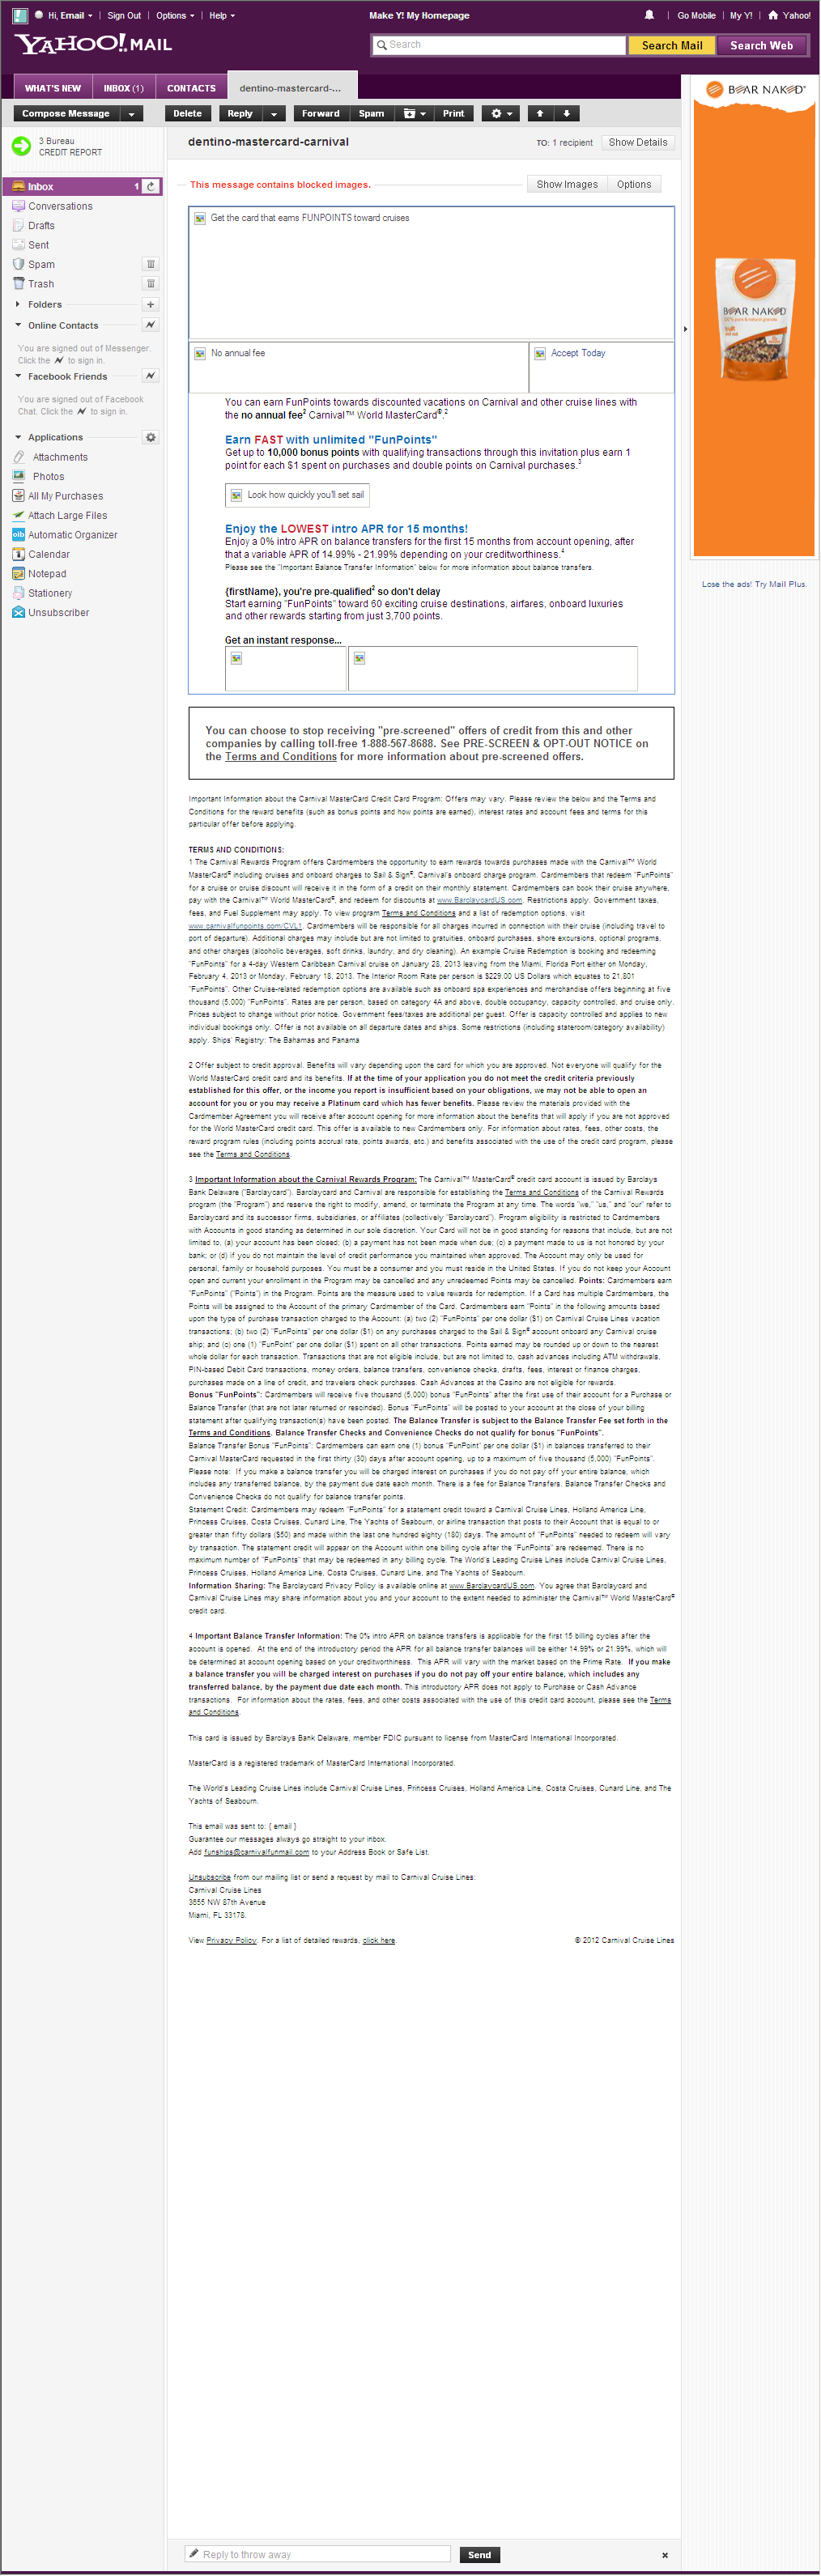 Hi, Email
Sign Out
Options
Help
Make Y! My Homepage
Go Mobile
My Y!
Yahoo!
YAHOO! MAIL
Search
Search Mail
Search Web
WHAT'S NEW
INBOX (1)
CONTACTS
dentino-mastercard-...
Compose Message
Delete
Reply
Forward
Spam
Print
3 Bureau
CREDIT REPORT
Inbox 1
Conversations
Drafts
Sent
Spam
Trash
Folders
Online Contacts
You are signed out of Messenger.
Click the to sign in.
Facebook Friends
You are signed out of Facebook
Chat. Click the to sign in.
Applications
Attachments
Photos
All My Purchases
Attach Large Files
Automatic Organizer
Calendar
Notepad
Stationery
Unsubscriber
dentino-mastercard-carnival
TO: 1 recipient
Show Details
This message contains blocked images.
Show Images
Options
Get the card that earns FUNPOINTS toward cruises
No annual fee
Accept Today
You can earn FunPoints towards discounted vacations on Carnival and other cruise lines with
the no annual fee² Carnival™ World MasterCard®.²
Earn FAST with unlimited "FunPoints"
Get up to 10,000 bonus points with qualifying transactions through this invitation plus earn 1
point for each $1 spent on purchases and double points on Carnival purchases.³
Look how quickly you'll set sail
Enjoy the LOWEST intro APR for 15 months!
Enjoy a 0% intro APR on balance transfers for the first 15 months from account opening, after
that a variable APR of 14.99% - 21.99% depending on your creditworthiness.⁴
Please see the "Important Balance Transfer Information" below for more information about balance transfers.
{firstName}, you're pre-qualified² so don't delay
Start earning "FunPoints" toward 60 exciting cruise destinations, airfares, onboard luxuries
and other rewards starting from just 3,700 points.
Get an instant response...
You can choose to stop receiving "pre-screened" offers of credit from this and other
companies by calling toll-free 1-888-567-8688. See PRE-SCREEN & OPT-OUT NOTICE on
the Terms and Conditions for more information about pre-screened offers.
Important Information about the Carnival MasterCard Credit Card Program: Offers may vary. Please review the below and the Terms and
Conditions for the reward benefits (such as bonus points and how points are earned), interest rates and account fees and terms for this
particular offer before applying.
TERMS AND CONDITIONS:
1 The Carnival Rewards Program offers Cardmembers the opportunity to earn rewards towards purchases made with the Carnival™ World
MasterCard® including cruises and onboard charges to Sail & Sign®, Carnival's onboard charge program. Cardmembers that redeem "FunPoints"
for a cruise or cruise discount will receive it in the form of a credit on their monthly statement. Cardmembers can book their cruise anywhere,
pay with the Carnival™ World MasterCard®, and redeem for discounts at www.BarclaycardUS.com. Restrictions apply. Government taxes,
fees, and Fuel Supplement may apply. To view program Terms and Conditions and a list of redemption options, visit
www.carnivalfunpoints.com/CVL1. Cardmembers will be responsible for all charges incurred in connection with their cruise (including travel to
port of departure). Additional charges may include but are not limited to gratuities, onboard purchases, shore excursions, optional programs,
and other charges (alcoholic beverages, soft drinks, laundry, and dry cleaning). An example Cruise Redemption is booking and redeeming
"FunPoints" for a 4-day Western Caribbean Carnival cruise on January 28, 2013 leaving from the Miami, Florida Port either on Monday,
February 4, 2013 or Monday, February 18, 2013. The Interior Room Rate per person is $229.00 US Dollars which equates to 21,801
"FunPoints". Other Cruise-related redemption options are available such as onboard spa experiences and merchandise offers beginning at five
thousand (5,000) "FunPoints". Rates are per person, based on category 4A and above, double occupancy, capacity controlled, and cruise only.
Prices subject to change without prior notice. Government fees/taxes are additional per guest. Offer is capacity controlled and applies to new
individual bookings only. Offer is not available on all departure dates and ships. Some restrictions (including stateroom/category availability)
apply. Ships' Registry: The Bahamas and Panama
2 Offer subject to credit approval. Benefits will vary depending upon the card for which you are approved. Not everyone will qualify for the
World MasterCard credit card and its benefits. If at the time of your application you do not meet the credit criteria previously
established for this offer, or the income you report is insufficient based on your obligations, we may not be able to open an
account for you or you may receive a Platinum card which has fewer benefits. Please review the materials provided with the
Cardmember Agreement you will receive after account opening for more information about the benefits that will apply if you are not approved
for the World MasterCard credit card. This offer is available to new Cardmembers only. For information about rates, fees, other costs, the
reward program rules (including points accrual rate, points awards, etc.) and benefits associated with the use of the credit card program, please
see the Terms and Conditions.
3 Important Information about the Carnival Rewards Program: The Carnival™ MasterCard® credit card account is issued by Barclays
Bank Delaware ("Barclaycard"). Barclaycard and Carnival are responsible for establishing the Terms and Conditions of the Carnival Rewards
program (the "Program") and reserve the right to modify, amend, or terminate the Program at any time. The words "we," "us," and "our" refer to
Barclaycard and its successor firms, subsidiaries, or affiliates (collectively "Barclaycard"). Program eligibility is restricted to Cardmembers
with Accounts in good standing as determined in our sole discretion. Your Card will not be in good standing for reasons that include, but are not
limited to, (a) your account has been closed; (b) a payment has not been made when due; (c) a payment made to us is not honored by your
bank; or (d) if you do not maintain the level of credit performance you maintained when approved. The Account may only be used for
personal, family or household purposes. You must be a consumer and you must reside in the United States. If you do not keep your Account
open and current your enrollment in the Program may be cancelled and any unredeemed Points may be cancelled. Points: Cardmembers earn
"FunPoints" ("Points") in the Program. Points are the measure used to value rewards for redemption. If a Card has multiple Cardmembers, the
Points will be assigned to the Account of the primary Cardmember of the Card. Cardmembers earn "Points" in the following amounts based
upon the type of purchase transaction charged to the Account: (a) two (2) "FunPoints" per one dollar ($1) on Carnival Cruise Lines vacation
transactions; (b) two (2) "FunPoints" per one dollar ($1) on any purchases charged to the Sail & Sign® account onboard any Carnival cruise
ship; and (c) one (1) "FunPoint" per one dollar ($1) spent on all other transactions. Points earned may be rounded up or down to the nearest
whole dollar for each transaction. Transactions that are not eligible include, but are not limited to, cash advances including ATM withdrawals,
PIN-based Debit Card transactions, money orders, balance transfers, convenience checks, drafts, fees, interest or finance charges,
purchases made on a line of credit, and travelers check purchases. Cash Advances at the Casino are not eligible for rewards.
Bonus "FunPoints": Cardmembers will receive five thousand (5,000) bonus "FunPoints" after the first use of their account for a Purchase or
Balance Transfer (that are not later returned or rescinded). Bonus "FunPoints" will be posted to your account at the close of your billing
statement after qualifying transaction(s) have been posted. The Balance Transfer is subject to the Balance Transfer Fee set forth in the
Terms and Conditions. Balance Transfer Checks and Convenience Checks do not qualify for bonus "FunPoints".
Balance Transfer Bonus "FunPoints": Cardmembers can earn one (1) bonus "FunPoint" per one dollar ($1) in balances transferred to their
Carnival MasterCard requested in the first thirty (30) days after account opening, up to a maximum of five thousand (5,000) "FunPoints".
Please note: If you make a balance transfer you will be charged interest on purchases if you do not pay off your entire balance, which
includes any transferred balance, by the payment due date each month. There is a fee for Balance Transfers. Balance Transfer Checks and
Convenience Checks do not qualify for balance transfer points.
Statement Credit: Cardmembers may redeem "FunPoints" for a statement credit toward a Carnival Cruise Lines, Holland America Line,
Princess Cruises, Costa Cruises, Cunard Line, The Yachts of Seabourn, or airline transaction that posts to their Account that is equal to or
greater than fifty dollars ($50) and made within the last one hundred eighty (180) days. The amount of "FunPoints" needed to redeem will vary
by transaction. The statement credit will appear on the Account within one billing cycle after the "FunPoints" are redeemed. There is no
maximum number of "FunPoints" that may be redeemed in any billing cycle. The World's Leading Cruise Lines include Carnival Cruise Lines,
Princess Cruises, Holland America Line, Costa Cruises, Cunard Line, and The Yachts of Seabourn.
Information Sharing: The Barclaycard Privacy Policy is available online at www.BarclaycardUS.com. You agree that Barclaycard and
Carnival Cruise Lines may share information about you and your account to the extent needed to administer the Carnival™ World MasterCard®
credit card.
4 Important Balance Transfer Information: The 0% intro APR on balance transfers is applicable for the first 15 billing cycles after the
account is opened. At the end of the introductory period the APR for all balance transfer balances will be either 14.99% or 21.99%, which will
be determined at account opening based on your creditworthiness. This APR will vary with the market based on the Prime Rate. If you make
a balance transfer you will be charged interest on purchases if you do not pay off your entire balance, which includes any
transferred balance, by the payment due date each month. This introductory APR does not apply to Purchase or Cash Advance
transactions. For information about the rates, fees, and other costs associated with the use of this credit card account, please see the Terms
and Conditions.
This card is issued by Barclays Bank Delaware, member FDIC pursuant to license from MasterCard International Incorporated.
MasterCard is a registered trademark of MasterCard International Incorporated.
The World's Leading Cruise Lines include Carnival Cruise Lines, Princess Cruises, Holland America Line, Costa Cruises, Cunard Line, and The
Yachts of Seabourn.
This email was sent to: { email }
Guarantee our messages always go straight to your inbox.
Add funships@carnivalfunmail.com to your Address Book or Safe List.
Unsubscribe from our mailing list or send a request by mail to Carnival Cruise Lines:
Carnival Cruise Lines
3655 NW 87th Avenue
Miami, FL 33178.
View Privacy Policy. For a list of detailed rewards, click here.
© 2012 Carnival Cruise Lines
Reply to throw away
Send
BEAR NAKED
BEAR NAKED
100% pure & natural granola
fruit and nut
Lose the ads! Try Mail Plus.